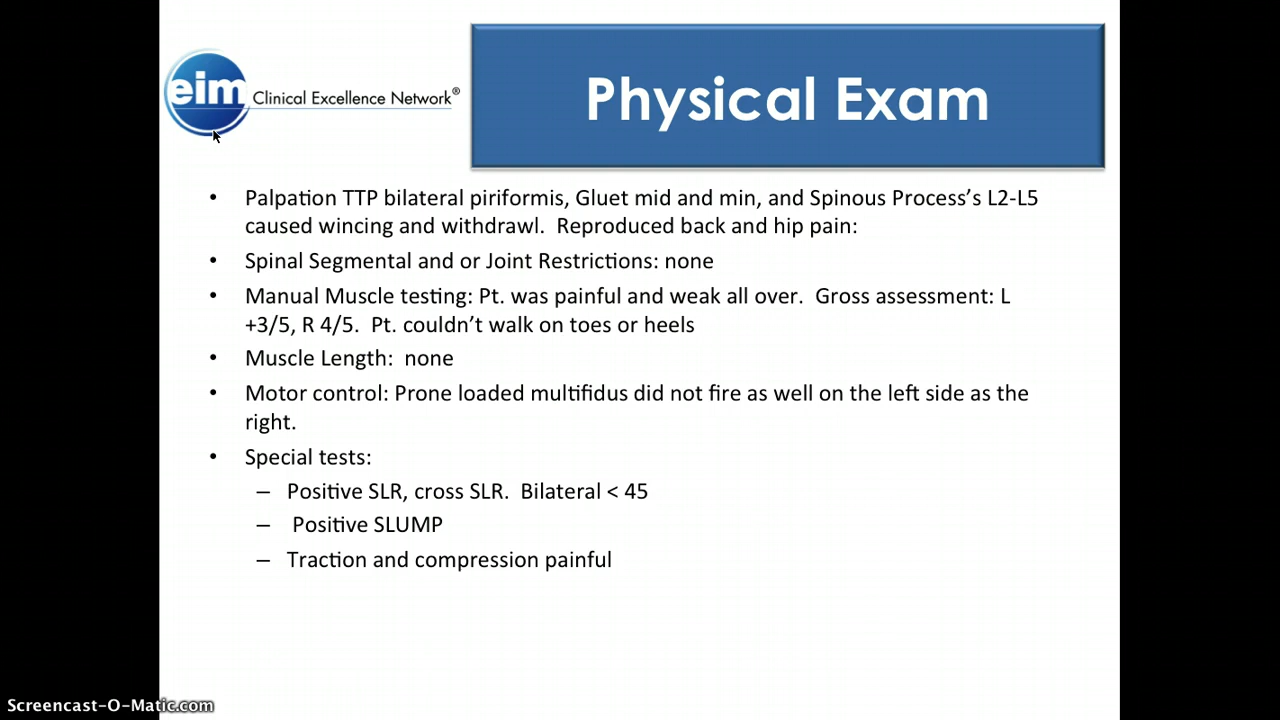 eim Clinical Excellence Network®
Physical Exam
• Palpation TTP bilateral piriformis, Gluet mid and min, and Spinous Process’s L2-L5
caused wincing and withdrawl.  Reproduced back and hip pain:
• Spinal Segmental and or Joint Restrictions: none
• Manual Muscle testing: Pt. was painful and weak all over.  Gross assessment: L
+3/5, R 4/5.  Pt. couldn’t walk on toes or heels
• Muscle Length:  none
• Motor control: Prone loaded multifidus did not fire as well on the left side as the
right.
• Special tests:
– Positive SLR, cross SLR.  Bilateral < 45
– Positive SLUMP
– Traction and compression painful
Screencast-O-Matic.com